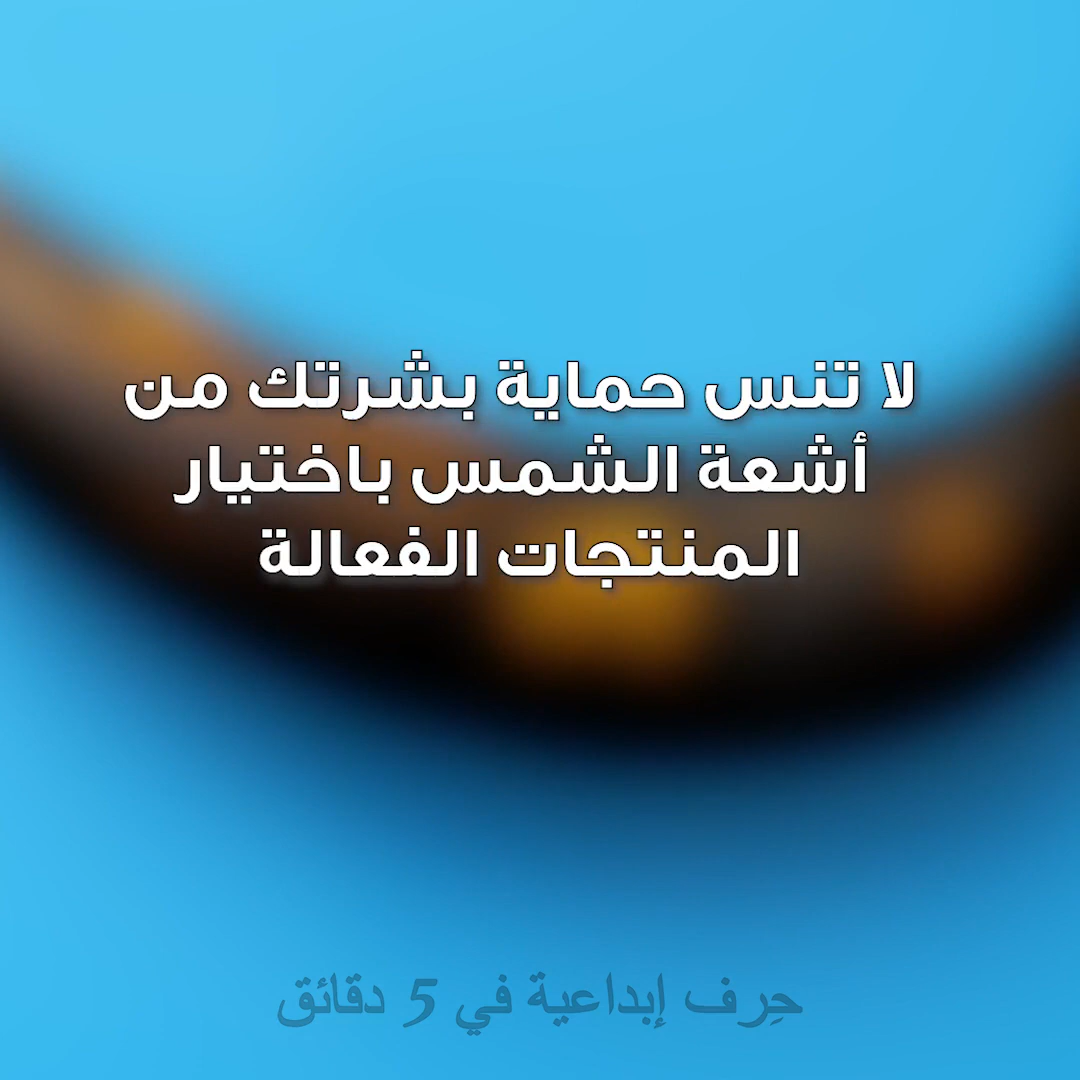 لا تنس حماية بشرتك من
أشعة الشمس باختيار
المنتجات الفعالة
حِرف إبداعية في 5 دقائق